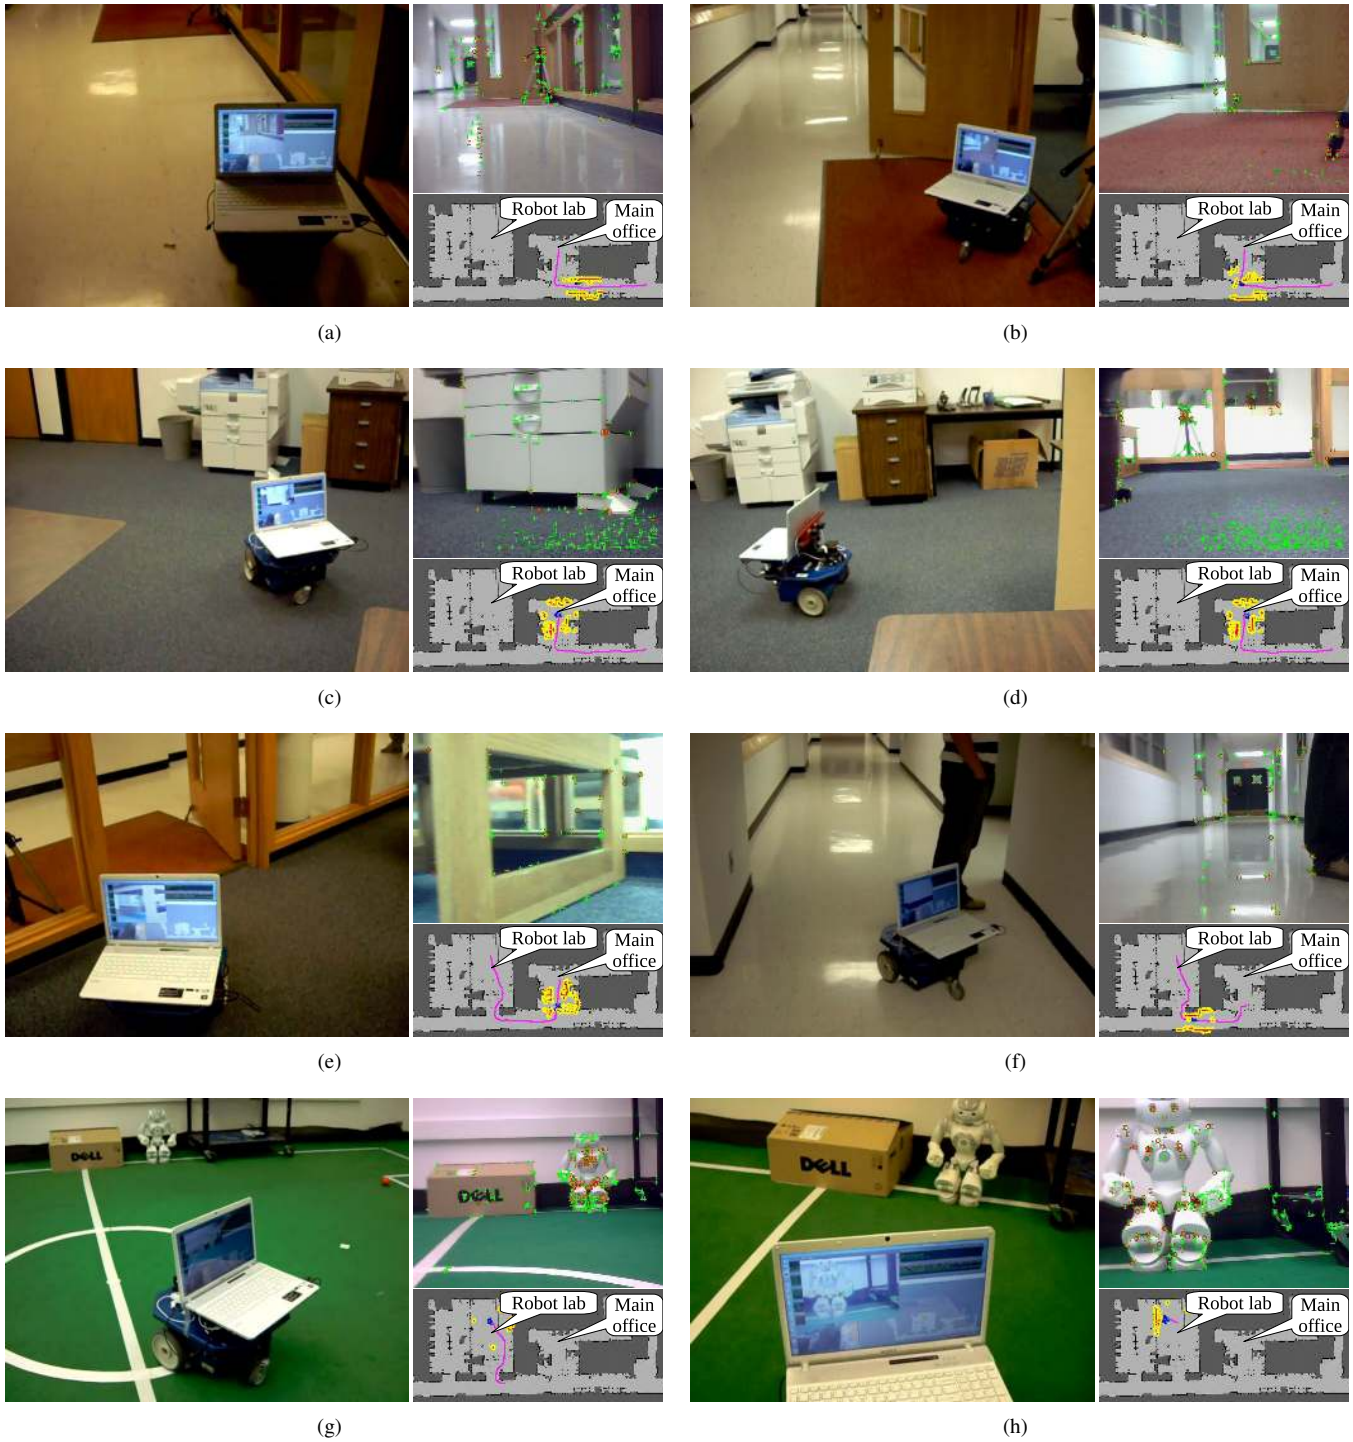 Robot lab
Main
office
Robot lab
Main
office
(a)
(b)
Robot lab
Main
office
Robot lab
Main
office
(c)
(d)
Robot lab
Main
office
Robot lab
Main
office
(e)
(f)
DELL
DELL
Robot lab
Main
office
DELL
Robot lab
Main
office
(g)
(h)